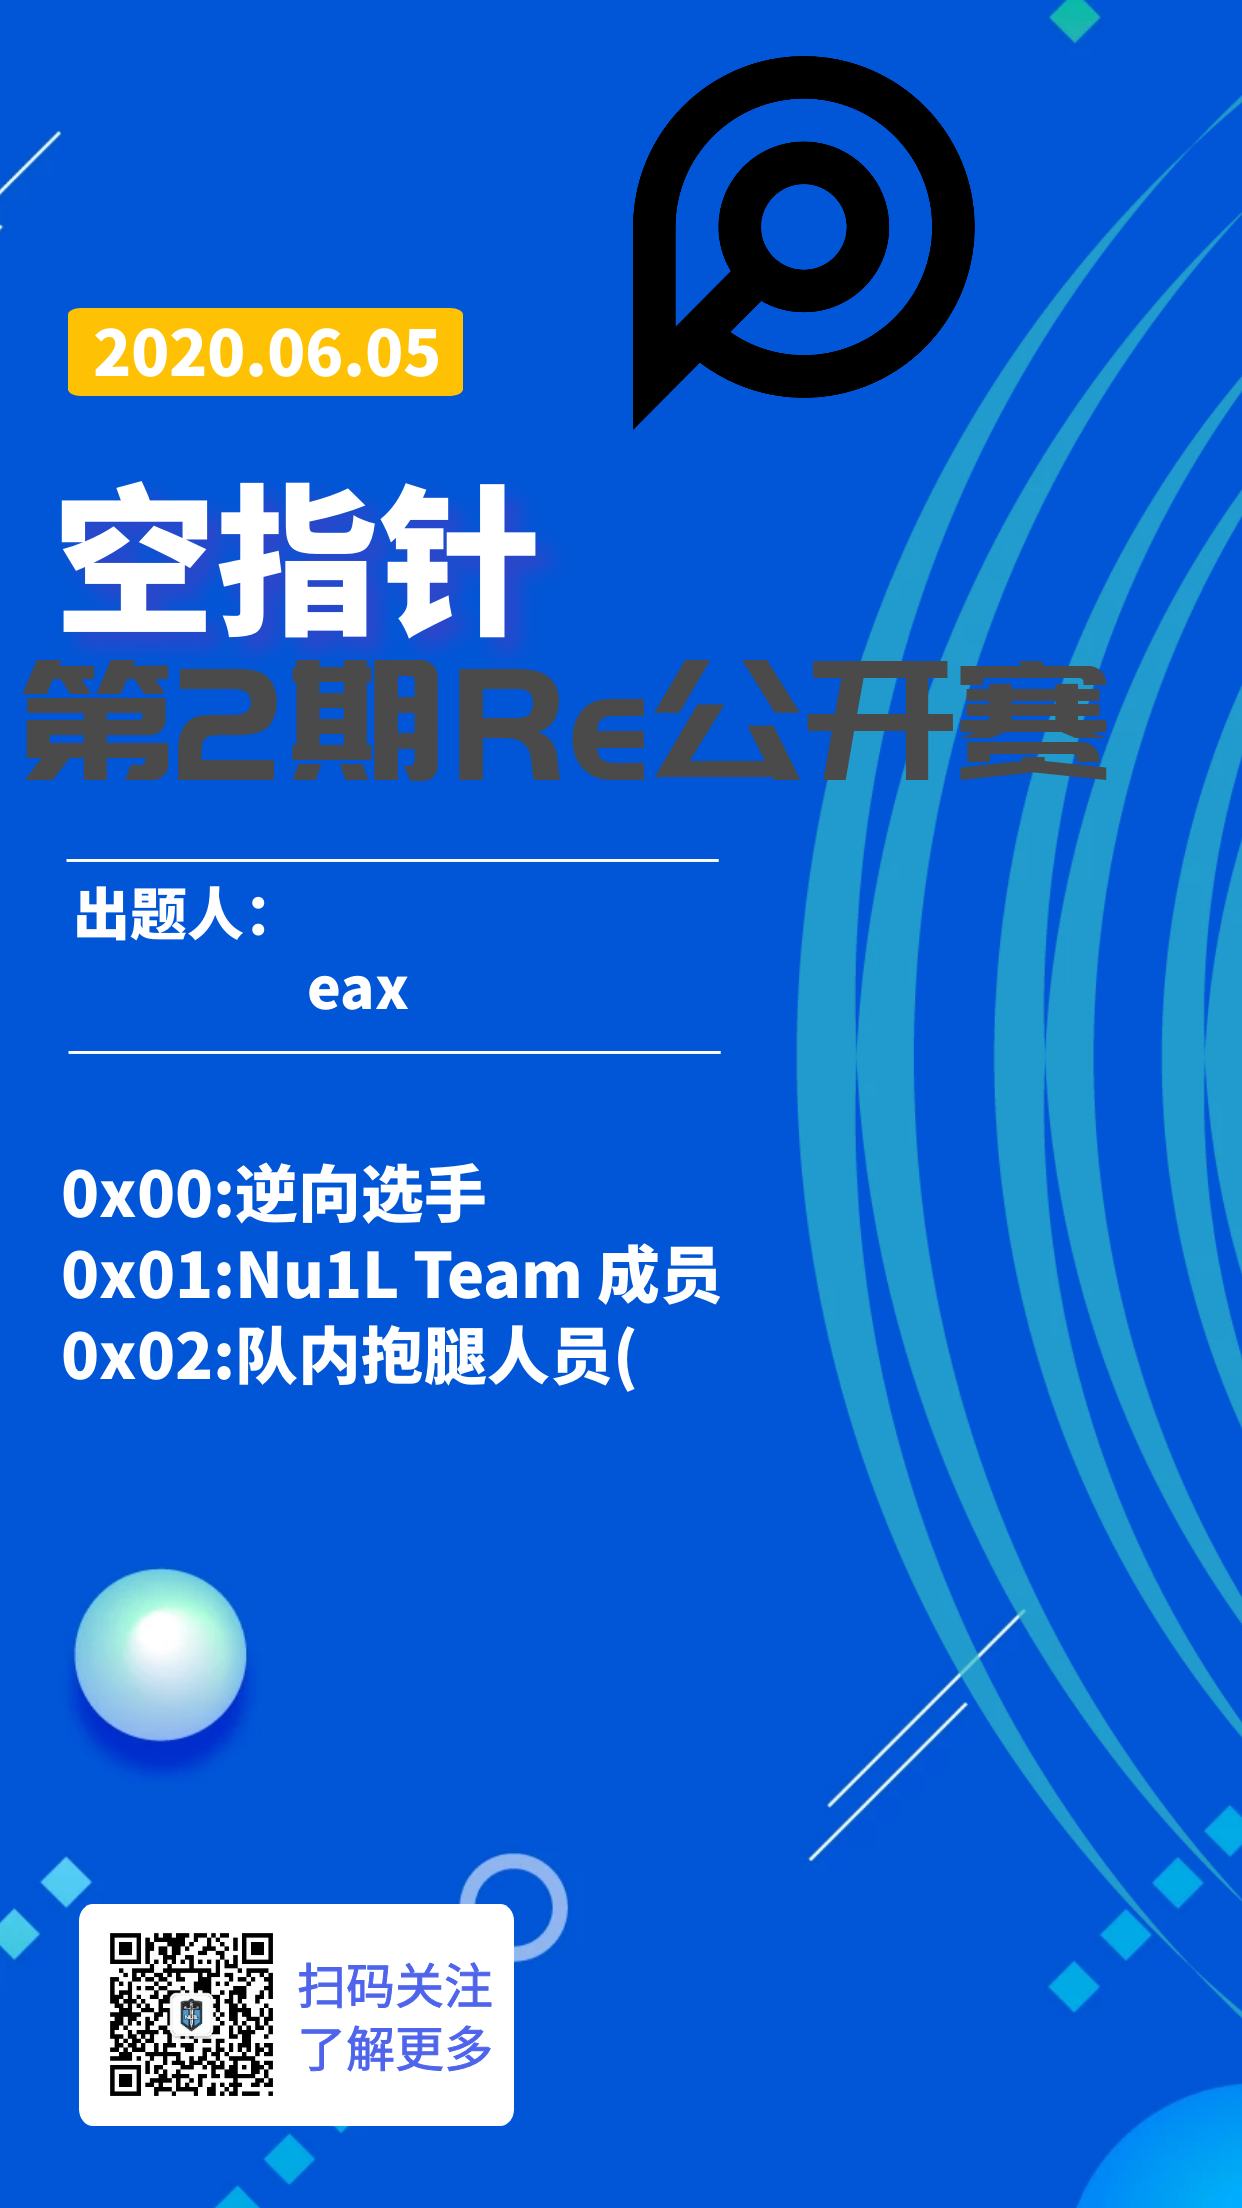 2020.06.05
空指针
第2期Re公开赛
出题人：
eax
0x00:逆向选手
0x01:Nu1L Team 成员
0x02:队内抱腿人员(
扫码关注
了解更多